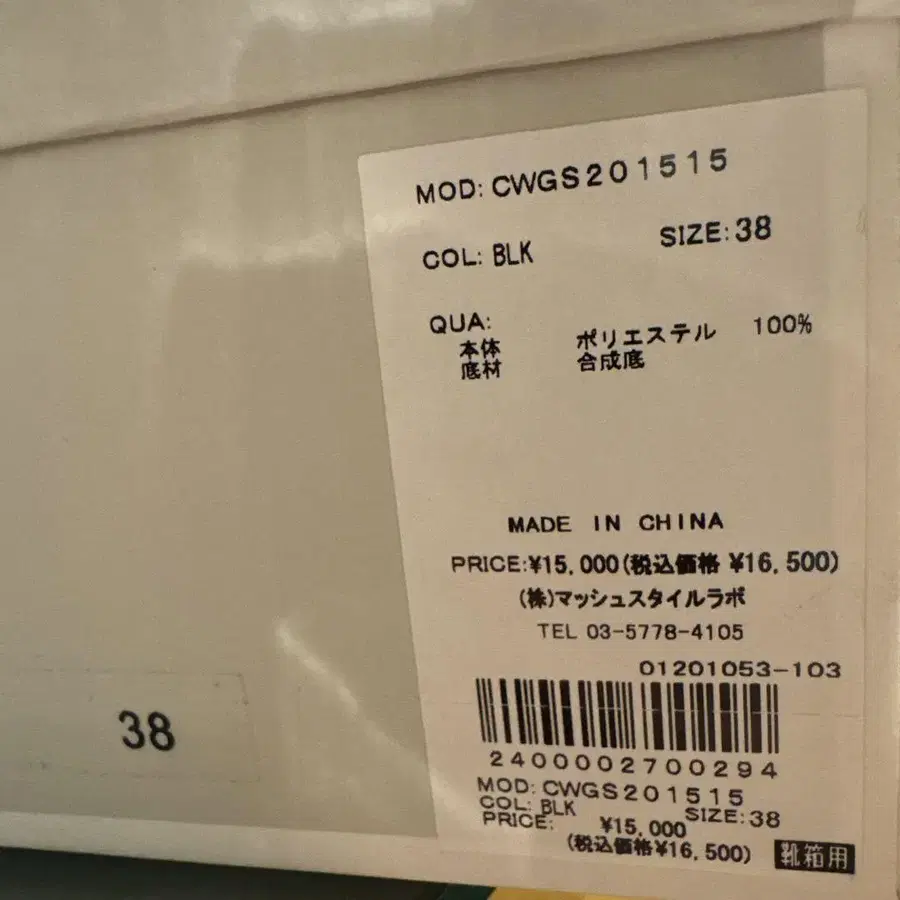 MOD: CWGS201515
COL: BLK SIZE: 38
QUA:
本体 ポリエステル 100%
底材 合成底
MADE IN CHINA
PRICE:¥15,000(税込価格 ¥16,500)
(株)マッシュスタイルラボ
TEL 03-5778-4105
01201053-103
2400002700294
MOD: CWGS201515
COL: BLK SIZE: 38
PRICE: ¥15,000
(税込価格¥16,500)
靴箱用
38